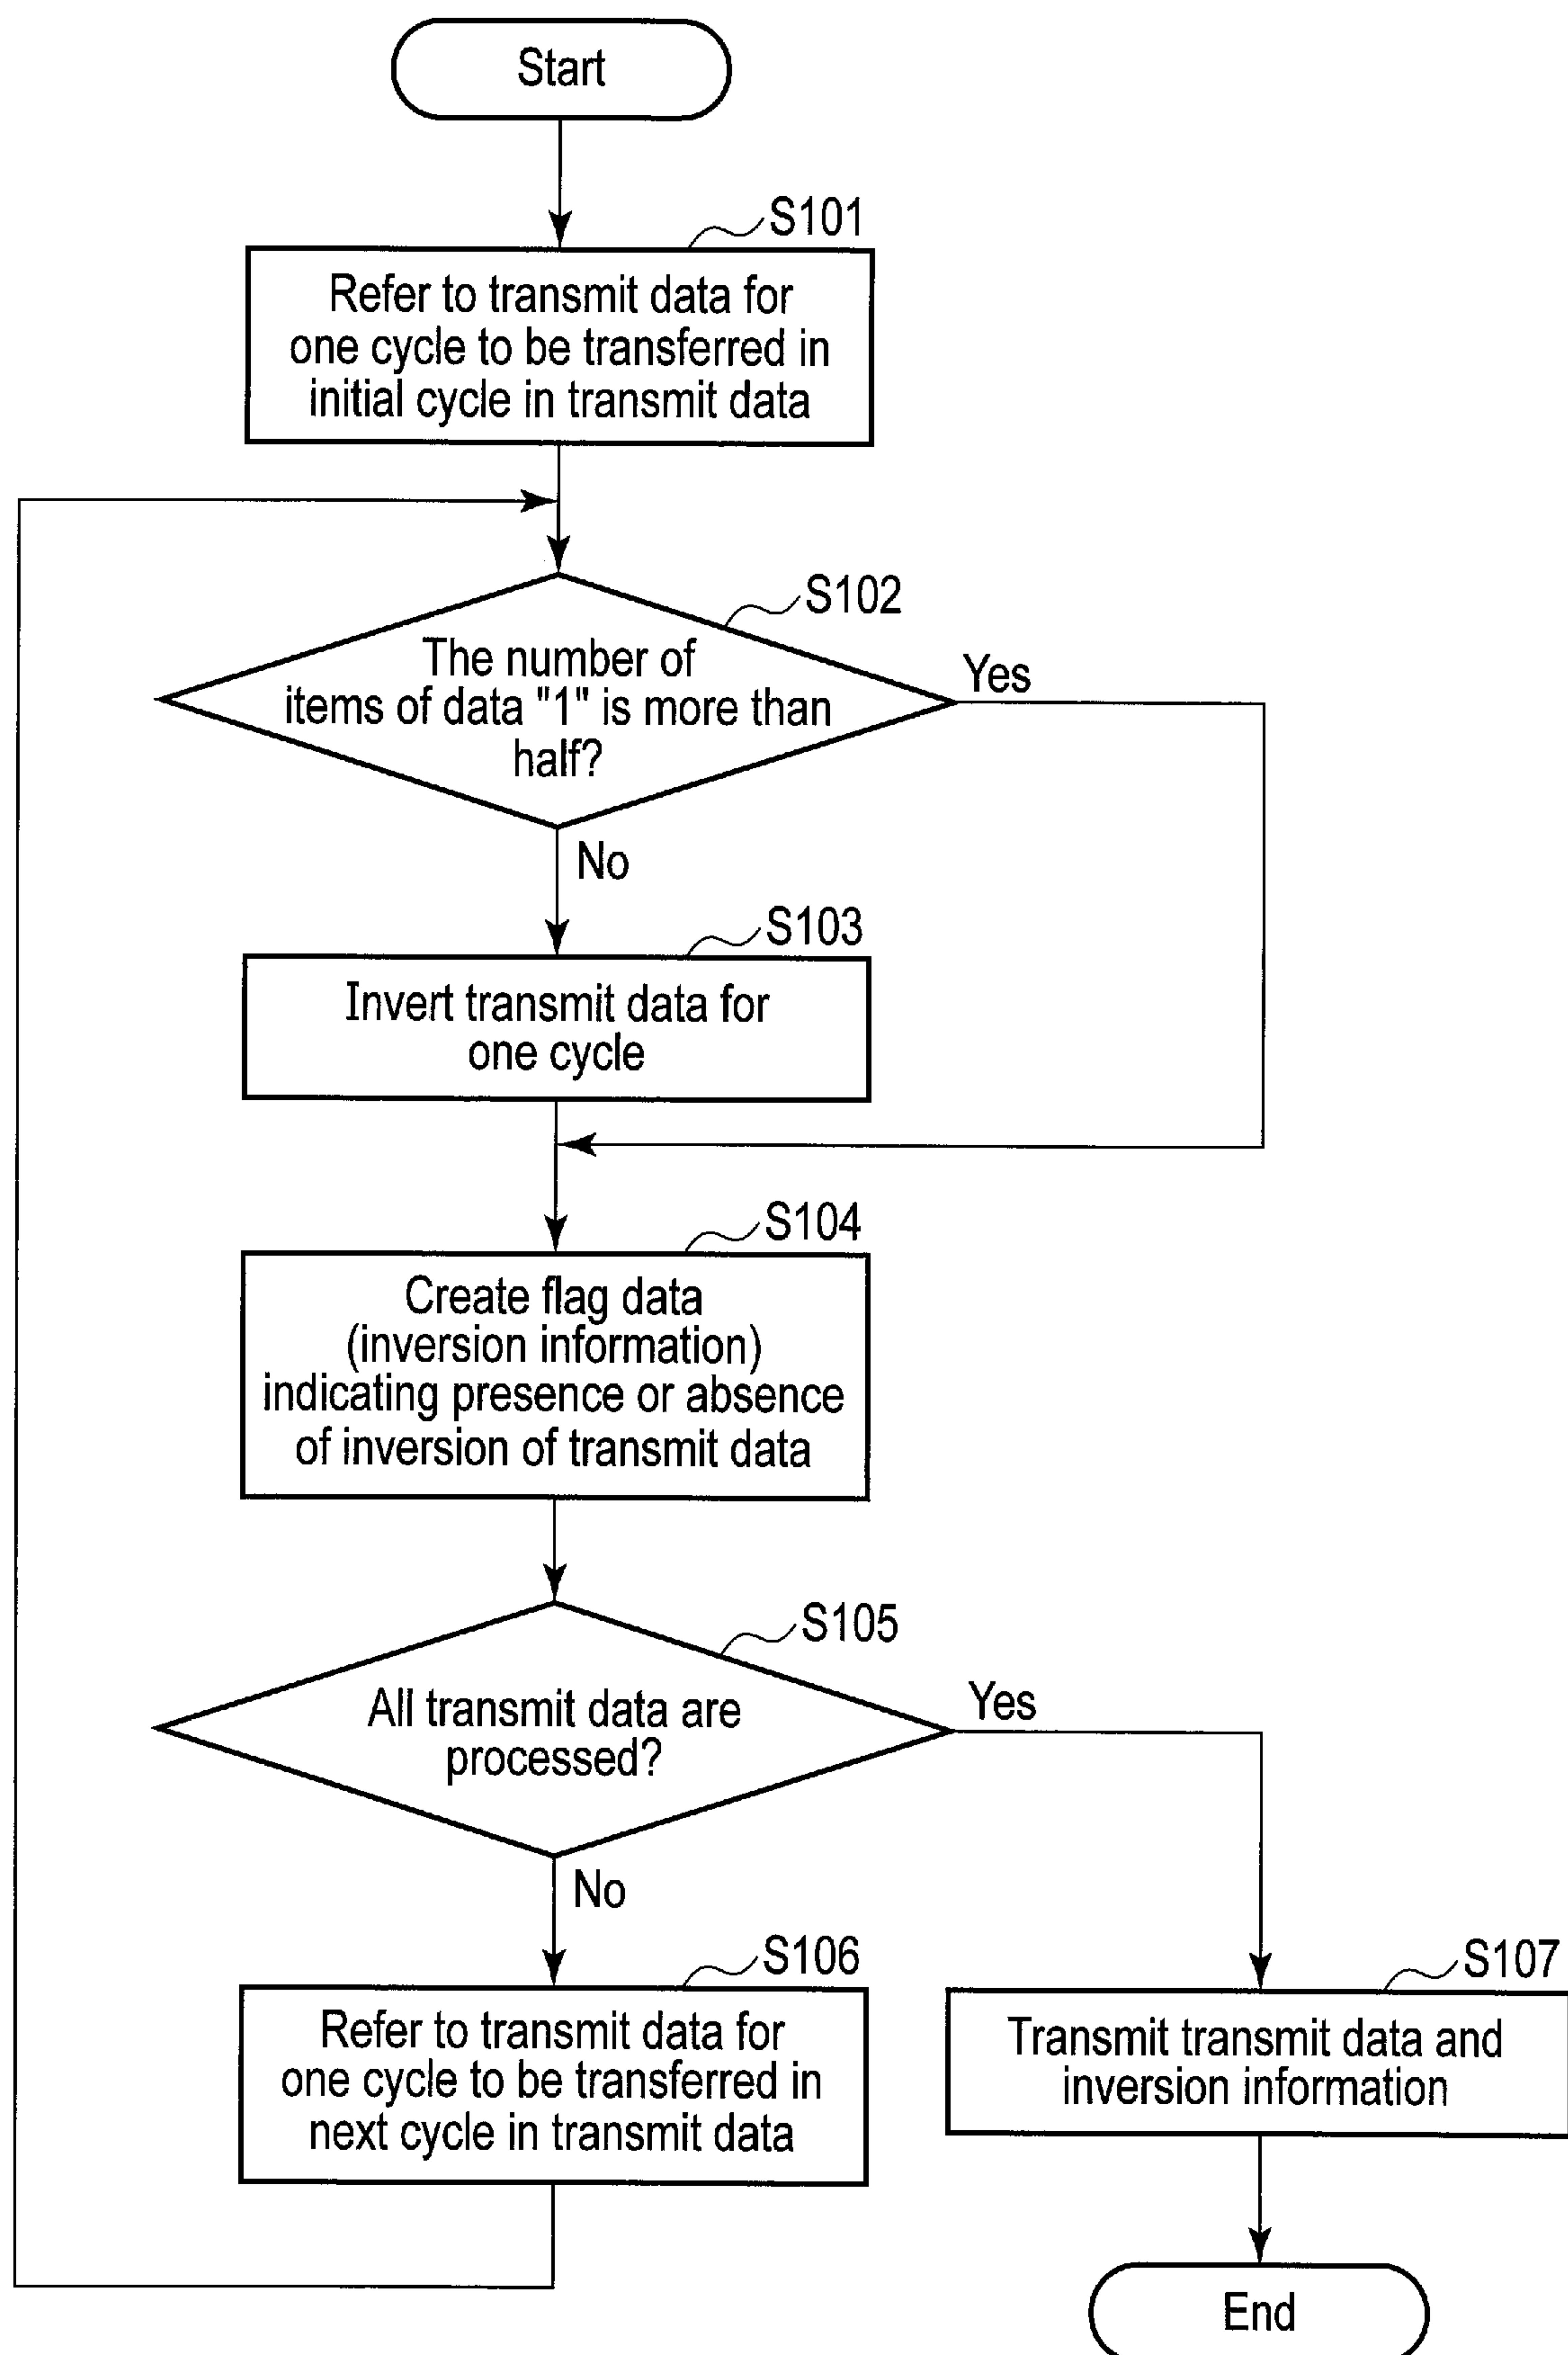 Start
S101
Refer to transmit data for
one cycle to be transferred in
initial cycle in transmit data
S102
The number of
items of data "1" is more than
half?
Yes
No
S103
Invert transmit data for
one cycle
S104
Create flag data
(inversion information)
indicating presence or absence
of inversion of transmit data
S105
All transmit data are
processed?
Yes
No
S106
Refer to transmit data for
one cycle to be transferred in
next cycle in transmit data
S107
Transmit transmit data and
inversion information
End